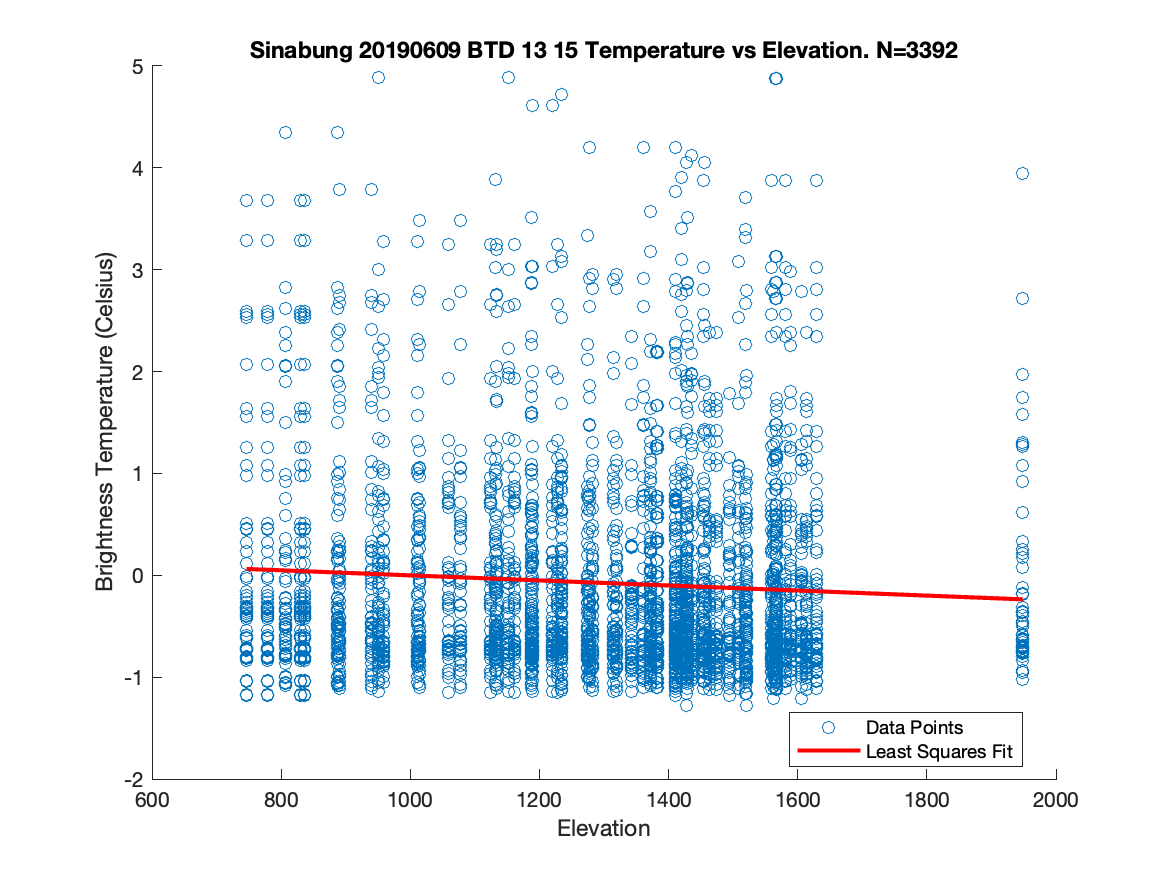 Sinabung 20190609 BTD 13 15 Temperature vs Elevation. N=3392
Brightness Temperature (Celsius)
5
4
3
2
1
0
-1
-2
600 800 1000 1200 1400 1600 1800 2000
Elevation
Data Points
Least Squares Fit